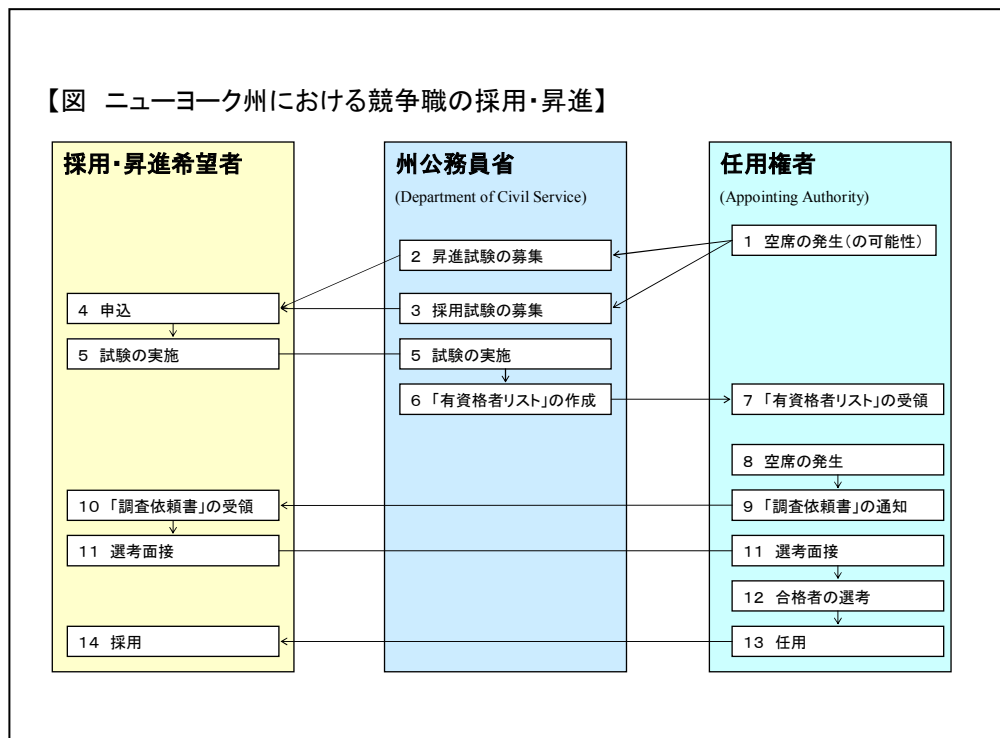 【図 ニューヨーク州における競争職の採用・昇進】
採用・昇進希望者
4 申込
5 試験の実施
10 「調査依頼書」の受領
11 選考面接
14 採用
州公務員省
(Department of Civil Service)
2 昇進試験の募集
3 採用試験の募集
5 試験の実施
6 「有資格者リスト」の作成
任用権者
(Appointing Authority)
1 空席の発生(の可能性)
7 「有資格者リスト」の受領
8 空席の発生
9 「調査依頼書」の通知
11 選考面接
12 合格者の選考
13 任用